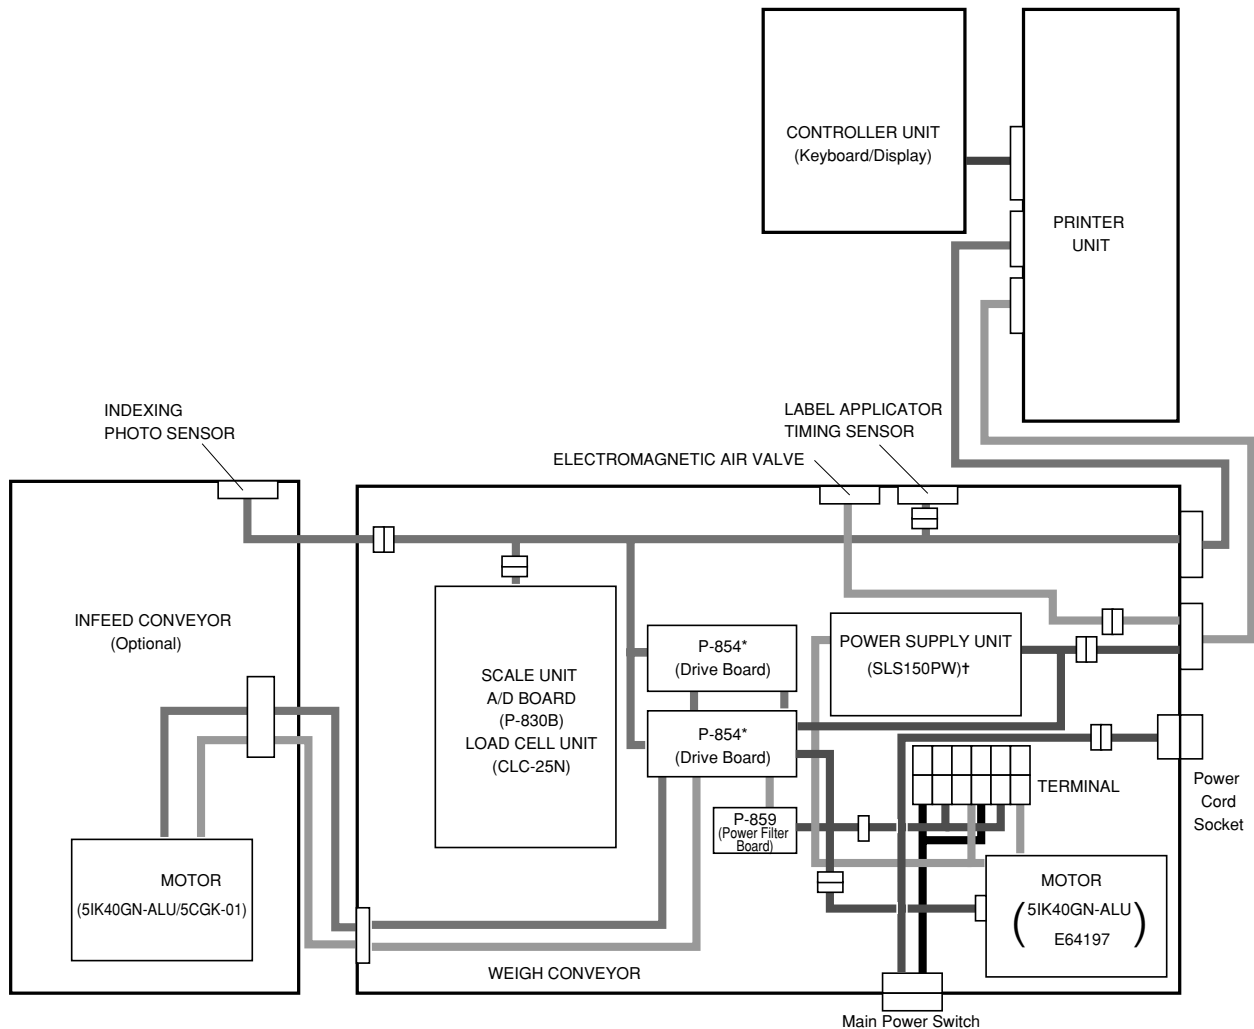 CONTROLLER UNIT
(Keyboard/Display)
PRINTER
UNIT
INDEXING
PHOTO SENSOR
LABEL APPLICATOR
TIMING SENSOR
ELECTROMAGNETIC AIR VALVE
INFEED CONVEYOR
(Optional)
SCALE UNIT
A/D BOARD
(P-830B)
LOAD CELL UNIT
(CLC-25N)
P-854*
(Drive Board)
P-854*
(Drive Board)
POWER SUPPLY UNIT
(SLS150PW)†
TERMINAL
Power
Cord
Socket
P-859
(Power Filter
Board)
MOTOR
(5IK40GN-ALU/5CGK-01)
MOTOR
(5IK40GN-ALU
E64197)
WEIGH CONVEYOR
Main Power Switch